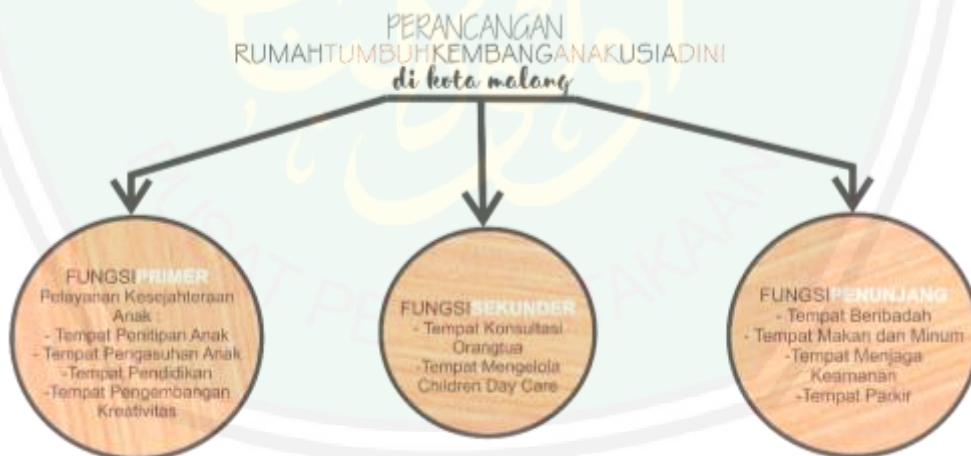 PERANCANGAN
RUMAHTUMBUHKEMBANGANAKUSIADINI
di kota malang
FUNGSIPRIMER
Pelayanan Kesejahteraan
Anak :
- Tempat Penitipan Anak
- Tempat Pengasuhan Anak
-Tempat Pendidikan
-Tempat Pengembangan
Kreativitas
FUNGSISEKUNDER
- Tempat Konsultasi
Orangtua
-Tempat Mengelola
Children Day Care
FUNGSIPENUNJANG
- Tempat Beribadah
- Tempat Makan dan Minum
-Tempat Menjaga
Keamanan
-Tempat Parkir